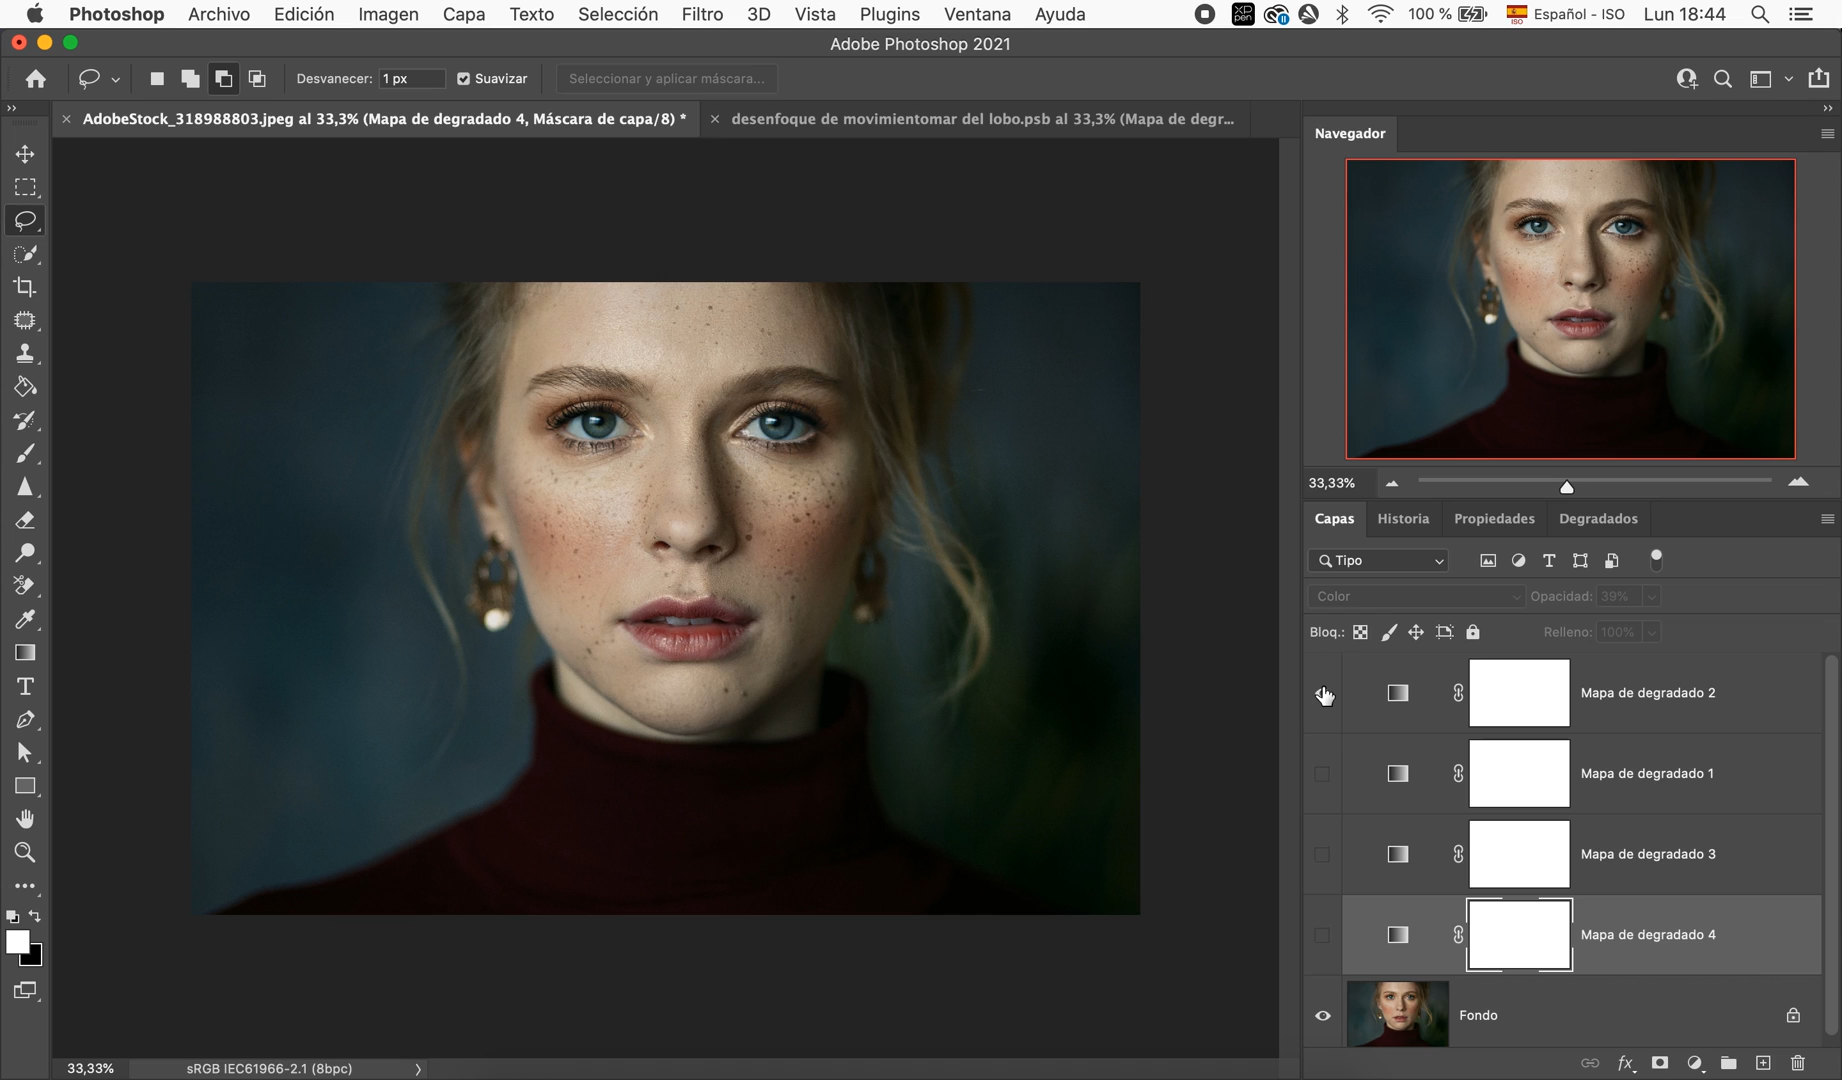 Photoshop Archivo Edición Imagen Capa Texto Selección Filtro 3D Vista Plugins Ventana Ayuda XP pen 100 % ISO Español - ISO Lun 18:44
Adobe Photoshop 2021
Desvanecer: 1 px Suavizar Seleccionar y aplicar máscara...
AdobeStock_318988803.jpeg al 33,3% (Mapa de degradado 4, Máscara de capa/8) * desenfoque de movimientomar del lobo.psb al 33,3% (Mapa de degr...
Navegador
33,33%
Capas Historia Propiedades Degradados
Tipo
Color Opacidad: 39%
Bloq.: Relleno: 100%
Mapa de degradado 2
Mapa de degradado 1
Mapa de degradado 3
Mapa de degradado 4
Fondo
33,33% sRGB IEC61966-2.1 (8bpc)
fx